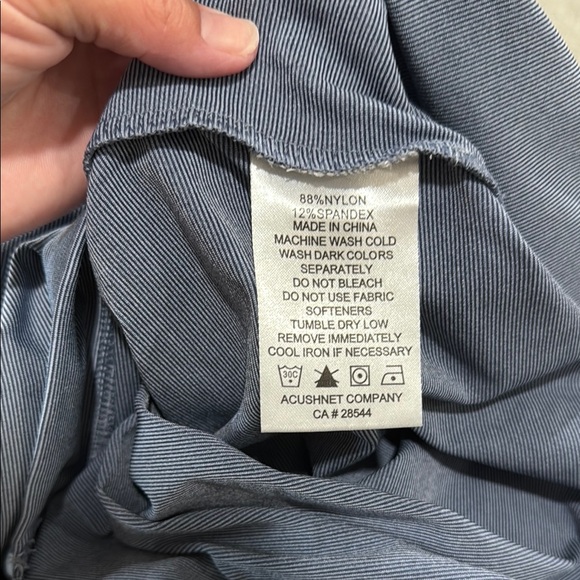 88%NYLON
12%SPANDEX
MADE IN CHINA
MACHINE WASH COLD
WASH DARK COLORS
SEPARATELY
DO NOT BLEACH
DO NOT USE FABRIC
SOFTENERS
TUMBLE DRY LOW
REMOVE IMMEDIATELY
COOL IRON IF NECESSARY
30C
ACUSHNET COMPANY
CA # 28544